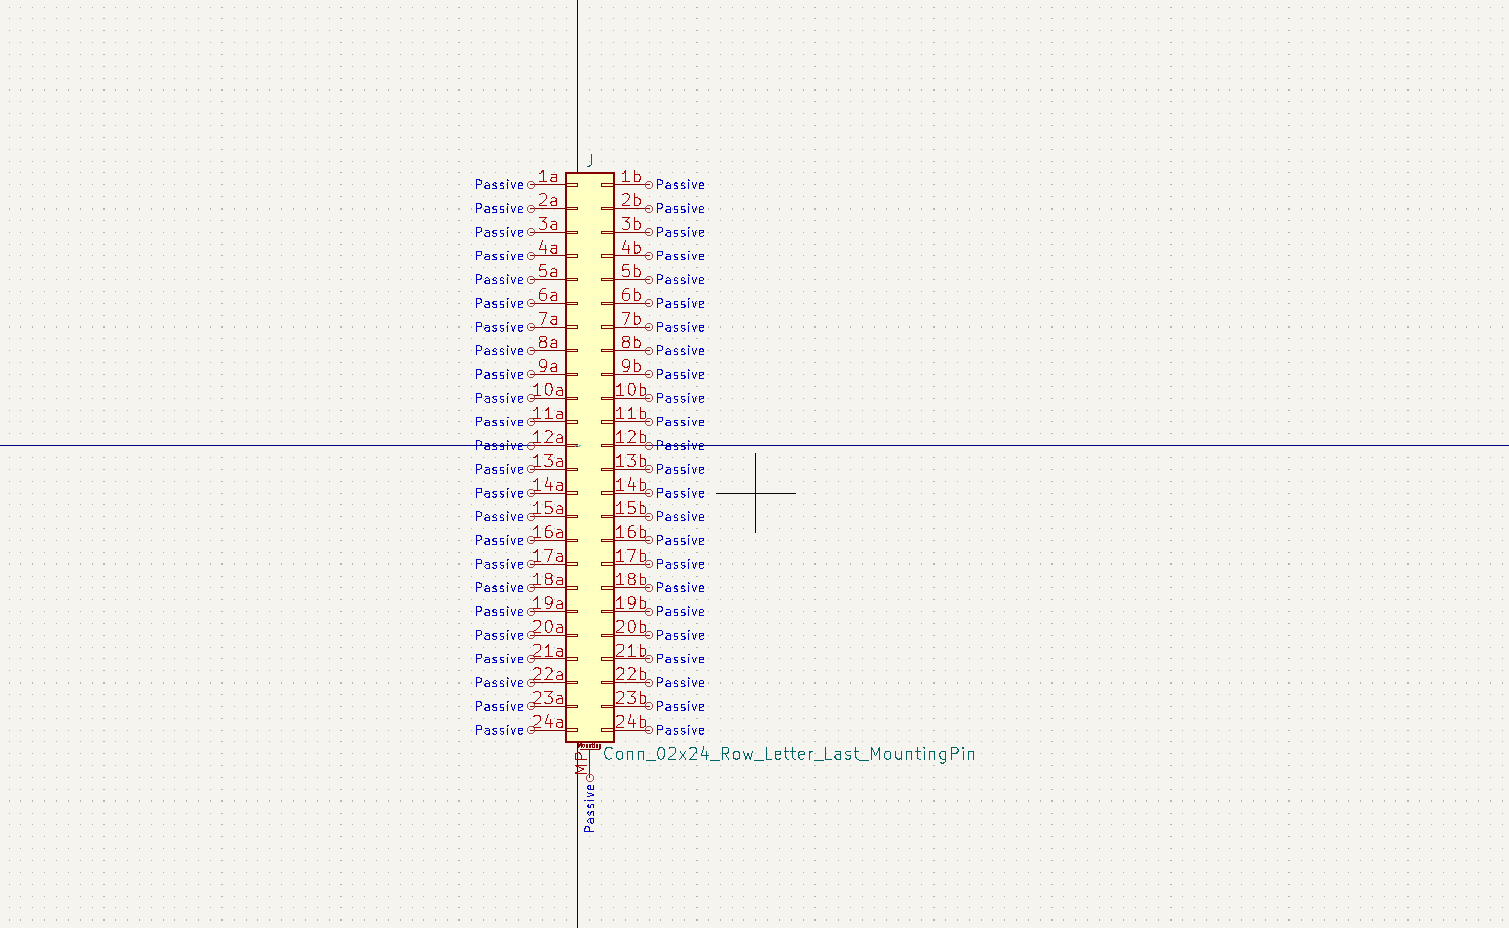 J
Passive 1a 1b Passive
Passive 2a 2b Passive
Passive 3a 3b Passive
Passive 4a 4b Passive
Passive 5a 5b Passive
Passive 6a 6b Passive
Passive 7a 7b Passive
Passive 8a 8b Passive
Passive 9a 9b Passive
Passive 10a 10b Passive
Passive 11a 11b Passive
Passive 12a 12b Passive
Passive 13a 13b Passive
Passive 14a 14b Passive
Passive 15a 15b Passive
Passive 16a 16b Passive
Passive 17a 17b Passive
Passive 18a 18b Passive
Passive 19a 19b Passive
Passive 20a 20b Passive
Passive 21a 21b Passive
Passive 22a 22b Passive
Passive 23a 23b Passive
Passive 24a 24b Passive
Mounting
MP
Conn_02x24_Row_Letter_Last_MountingPin
Passive